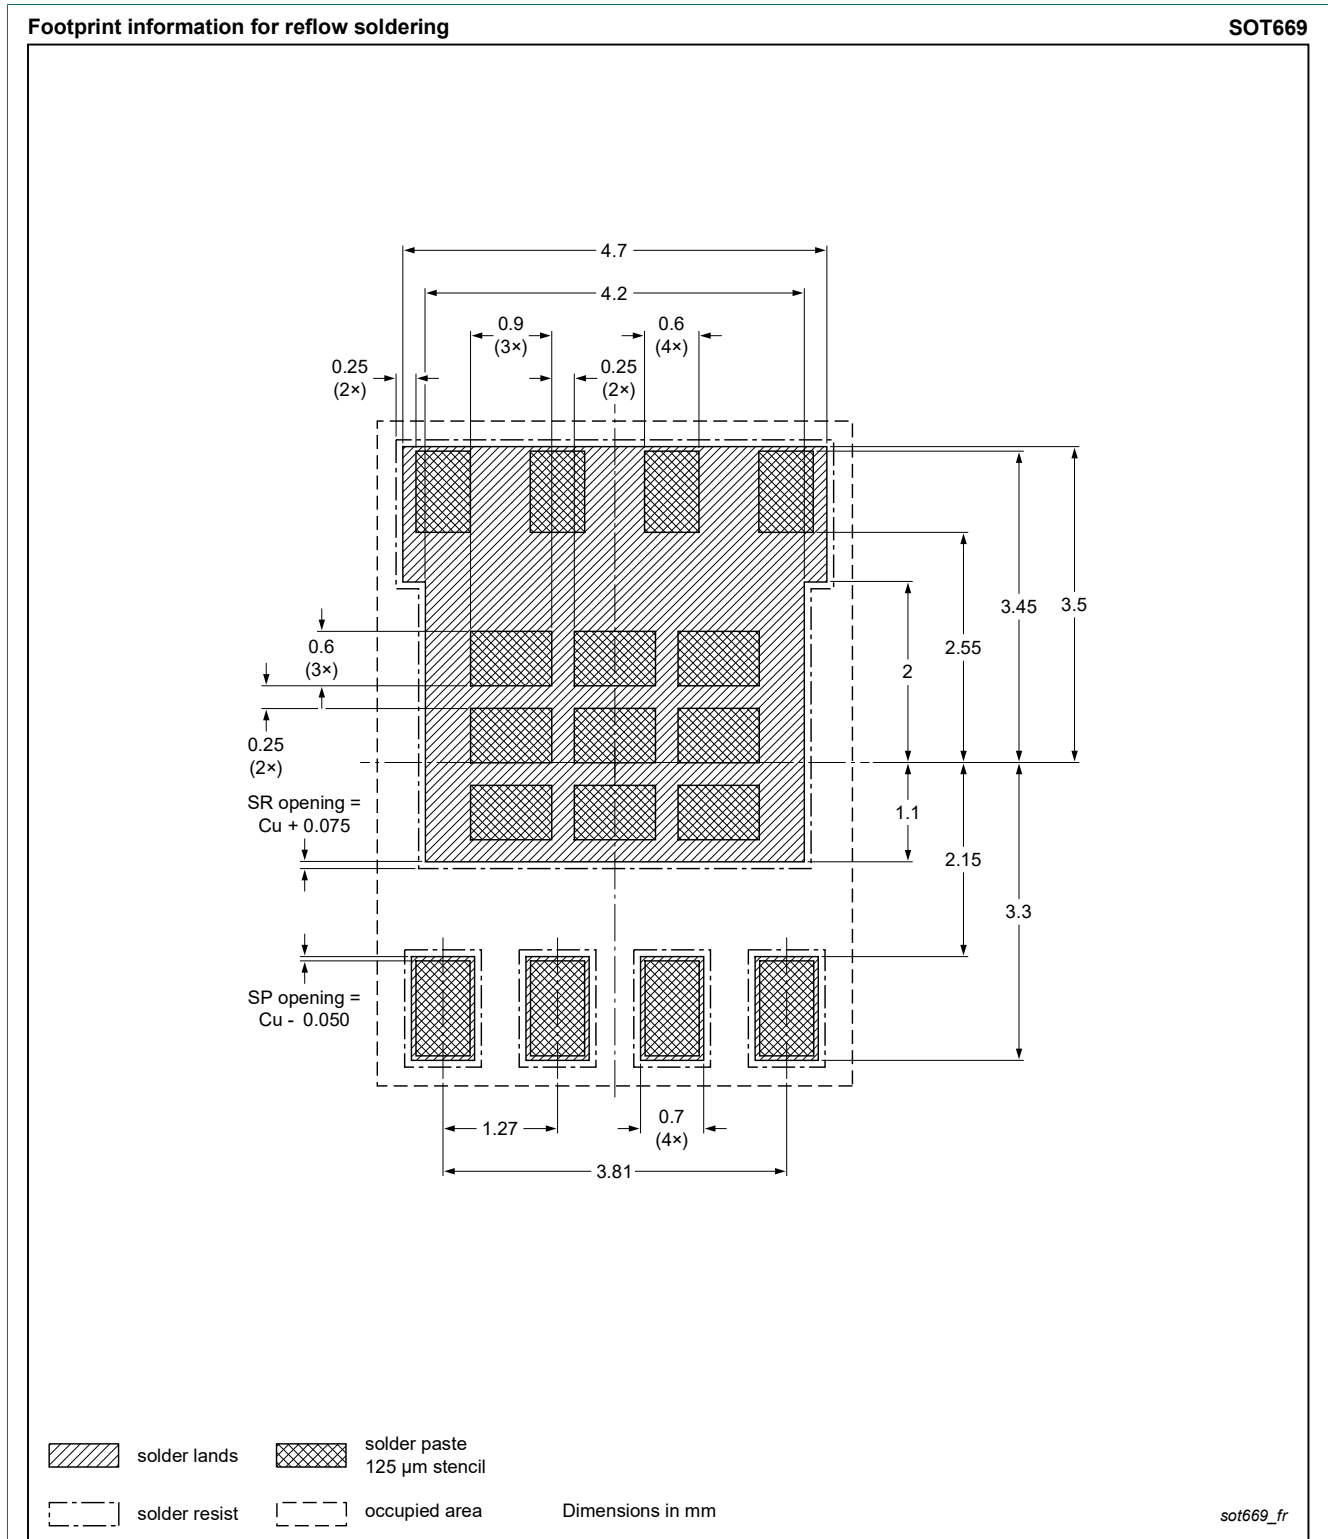 Footprint information for reflow soldering
SOT669
4.7
4.2
0.9
(3×)
0.6
(4×)
0.25
(2×)
0.25
(2×)
0.6
(3×)
0.25
(2×)
3.45
3.5
2.55
2
1.1
2.15
3.3
SR opening =
Cu + 0.075
SP opening =
Cu - 0.050
1.27
0.7
(4×)
3.81
solder lands
solder paste
125 µm stencil
solder resist
occupied area
Dimensions in mm
sot669_fr